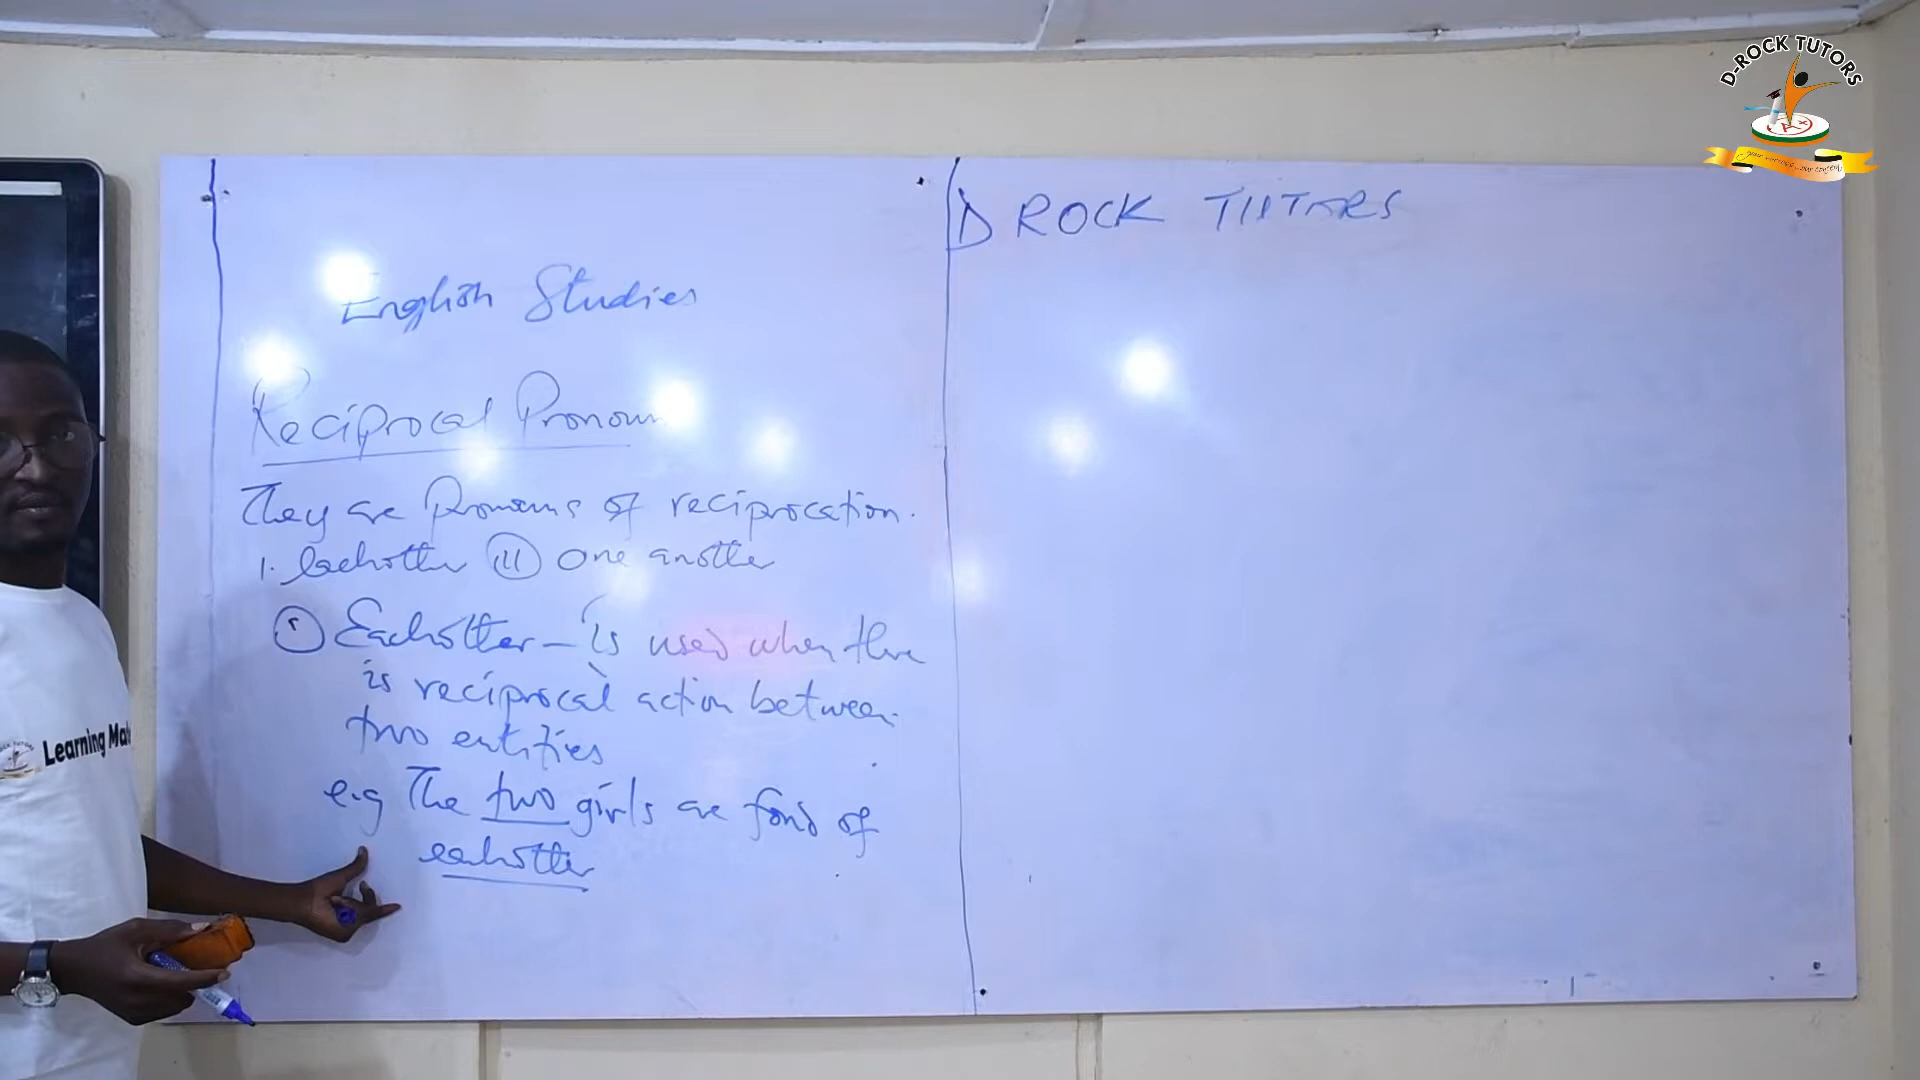 English Studies
Reciprocal Pronoun
They are Pronouns of reciprocation.
1. Eachother (ii) One another
(i) Eachother – is used when there
is reciprocal action between
two entities
e.g The two girls are fond of
eachother
D ROCK TUTORS
D-ROCK TUTORS
A+
Learning Mate